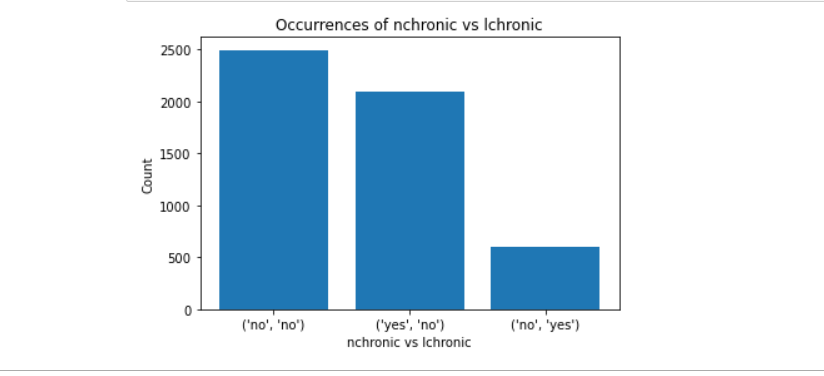 Occurrences of nchronic vs lchronic
Count
2500
2000
1500
1000
500
0
('no', 'no') ('yes', 'no') ('no', 'yes')
nchronic vs lchronic